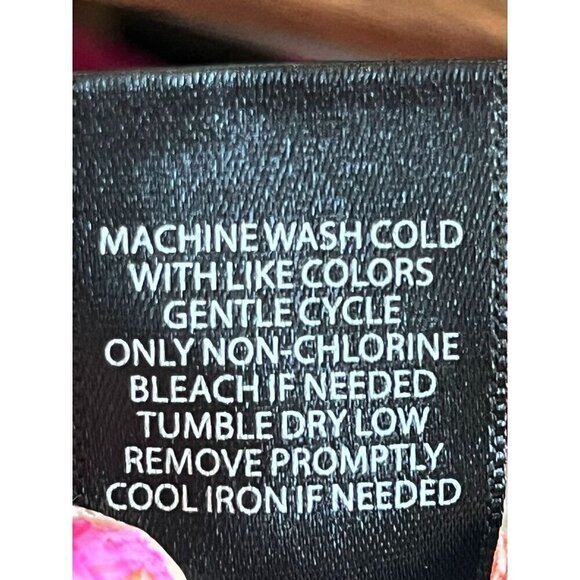 MACHINE WASH COLD
WITH LIKE COLORS
GENTLE CYCLE
ONLY NON-CHLORINE
BLEACH IF NEEDED
TUMBLE DRY LOW
REMOVE PROMPTLY
COOL IRON IF NEEDED